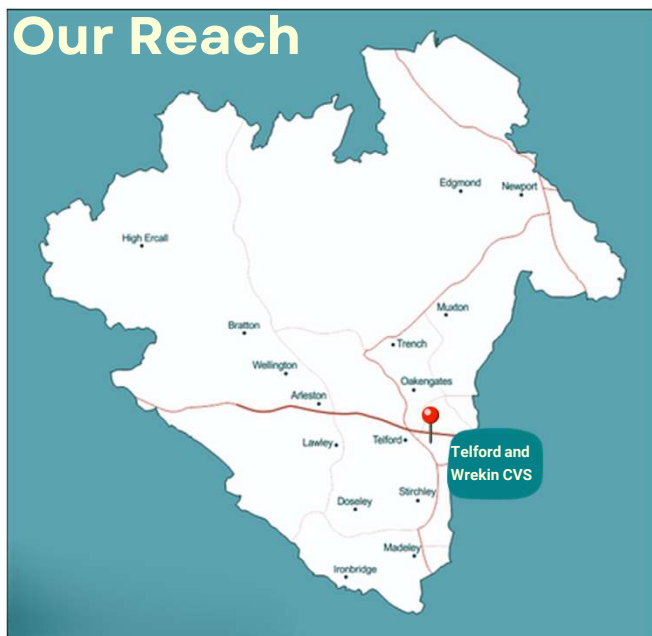 Our Reach
Edgmond
Newport
High Ercall
Muxton
Bratton
Trench
Wellington
Oakengates
Arleston
Lawley
Telford
Telford and
Wrekin CVS
Stirchley
Doseley
Madeley
Ironbridge